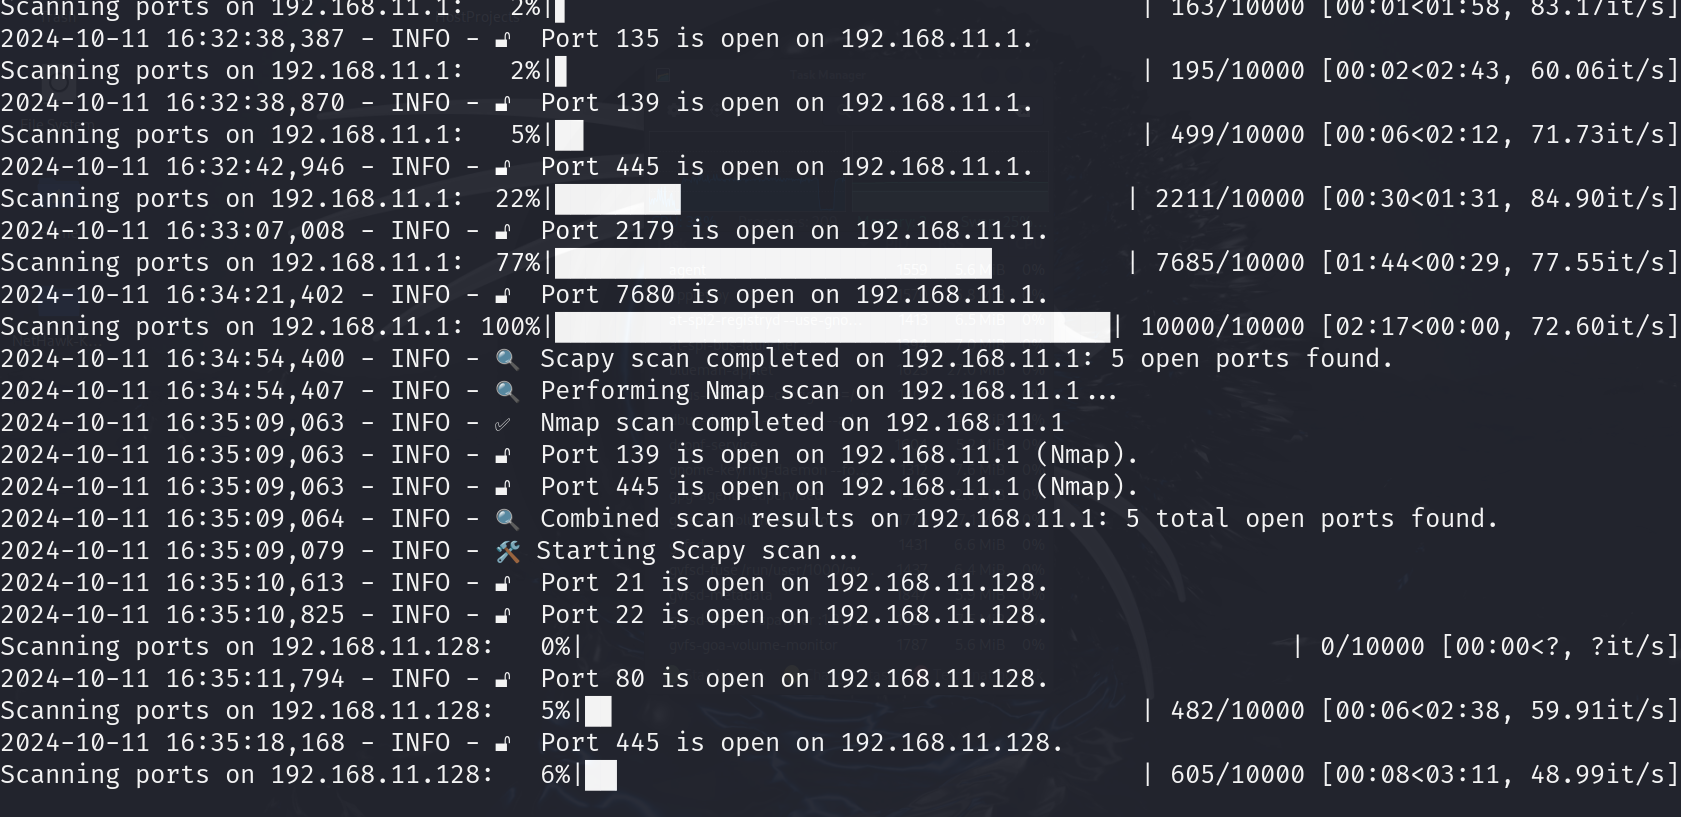 Scanning ports on 192.168.11.1:   2%| | 163/10000 [00:01<01:58, 83.17it/s]
2024-10-11 16:32:38,387 - INFO - 🔓 Port 135 is open on 192.168.11.1.
Scanning ports on 192.168.11.1:   2%| | 195/10000 [00:02<02:43, 60.06it/s]
2024-10-11 16:32:38,870 - INFO - 🔓 Port 139 is open on 192.168.11.1.
Scanning ports on 192.168.11.1:   5%| | 499/10000 [00:06<02:12, 71.73it/s]
2024-10-11 16:32:42,946 - INFO - 🔓 Port 445 is open on 192.168.11.1.
Scanning ports on 192.168.11.1:  22%| | 2211/10000 [00:30<01:31, 84.90it/s]
2024-10-11 16:33:07,008 - INFO - 🔓 Port 2179 is open on 192.168.11.1.
Scanning ports on 192.168.11.1:  77%| | 7685/10000 [01:44<00:29, 77.55it/s]
2024-10-11 16:34:21,402 - INFO - 🔓 Port 7680 is open on 192.168.11.1.
Scanning ports on 192.168.11.1: 100%| | 10000/10000 [02:17<00:00, 72.60it/s]
2024-10-11 16:34:54,400 - INFO - 🔍 Scapy scan completed on 192.168.11.1: 5 open ports found.
2024-10-11 16:34:54,407 - INFO - 🔍 Performing Nmap scan on 192.168.11.1...
2024-10-11 16:35:09,063 - INFO - ✅ Nmap scan completed on 192.168.11.1
2024-10-11 16:35:09,063 - INFO - 🔓 Port 139 is open on 192.168.11.1 (Nmap).
2024-10-11 16:35:09,063 - INFO - 🔓 Port 445 is open on 192.168.11.1 (Nmap).
2024-10-11 16:35:09,064 - INFO - 🔍 Combined scan results on 192.168.11.1: 5 total open ports found.
2024-10-11 16:35:09,079 - INFO - 🛠️ Starting Scapy scan...
2024-10-11 16:35:10,613 - INFO - 🔓 Port 21 is open on 192.168.11.128.
2024-10-11 16:35:10,825 - INFO - 🔓 Port 22 is open on 192.168.11.128.
Scanning ports on 192.168.11.128:   0%| | 0/10000 [00:00<?, ?it/s]
2024-10-11 16:35:11,794 - INFO - 🔓 Port 80 is open on 192.168.11.128.
Scanning ports on 192.168.11.128:   5%| | 482/10000 [00:06<02:38, 59.91it/s]
2024-10-11 16:35:18,168 - INFO - 🔓 Port 445 is open on 192.168.11.128.
Scanning ports on 192.168.11.128:   6%| | 605/10000 [00:08<03:11, 48.99it/s]